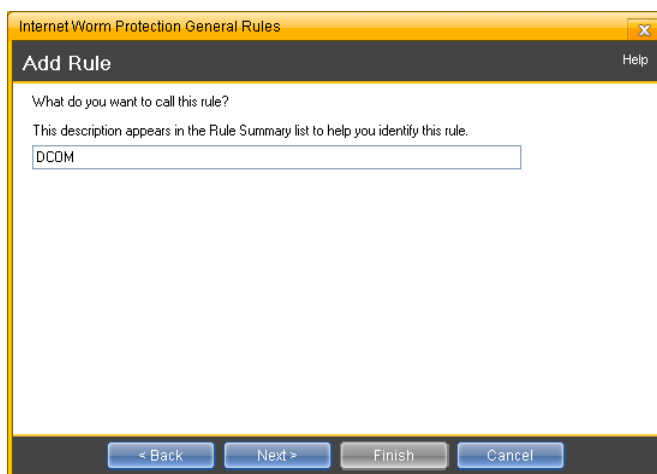 Internet Worm Protection General Rules
X
Add Rule
Help
What do you want to call this rule?
This description appears in the Rule Summary list to help you identify this rule.
DCOM
< Back
Next >
Finish
Cancel